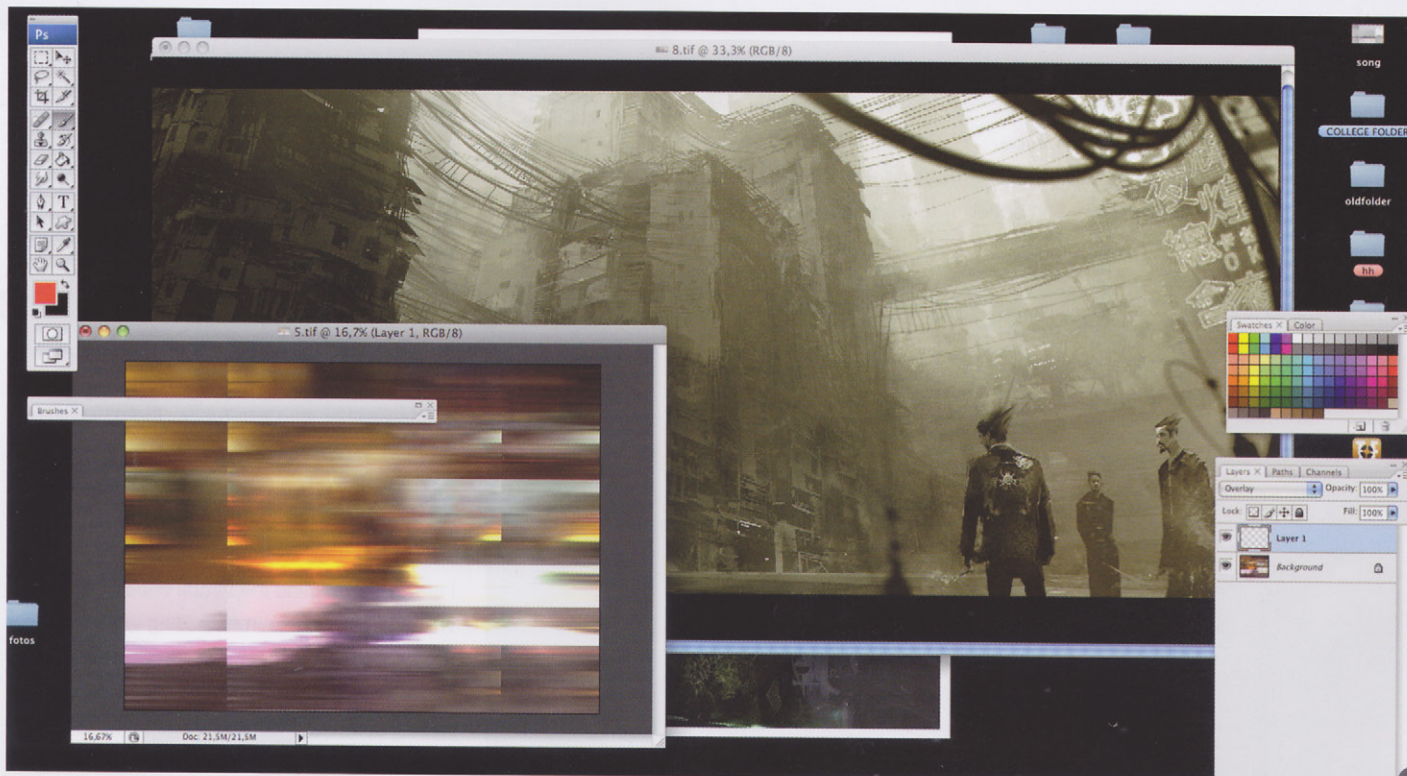 Ps
8.tif @ 33,3% (RGB/8)
song
COLLEGE FOLDER
oldfolder
hh
5.tif @ 16,7% (Layer 1, RGB/8)
Swatches X Color
Brushes X
T
Layers X Paths Channels
Overlay Opacity: 100%
Lock: Fill: 100%
Layer 1
Background
fotos
16,67% Doc: 21,5M/21,5M